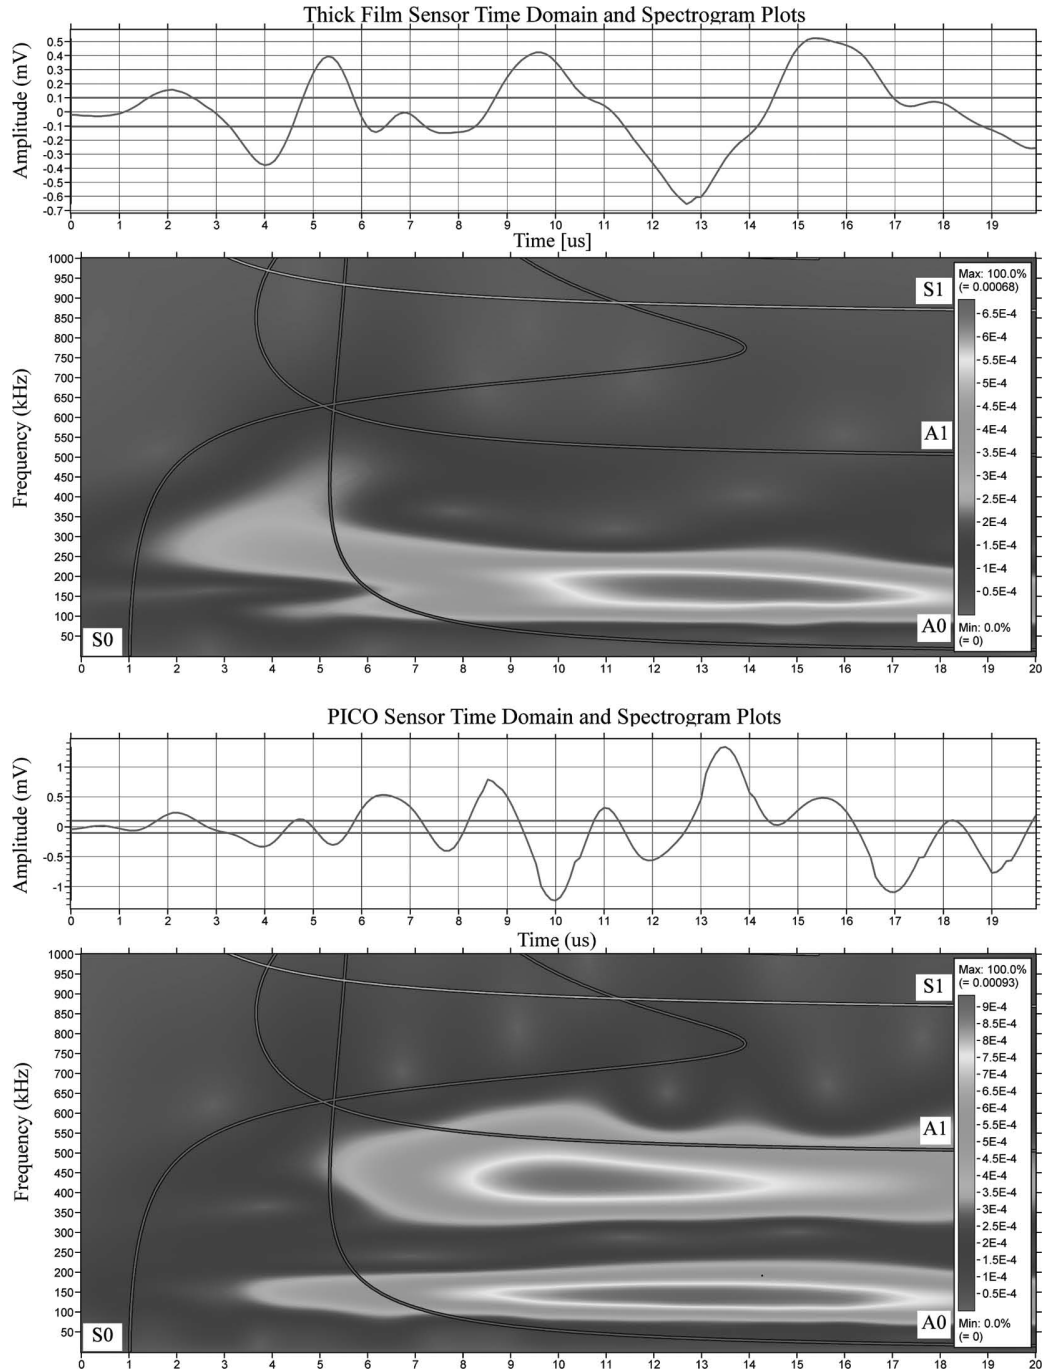 Thick Film Sensor Time Domain and Spectrogram Plots
Amplitude (mV)
0.5
0.4
0.3
0.2
0.2
0.1
0
-0.1
-0.2
-0.3
-0.4
-0.5
-0.6
-0.7
0 1 2 3 4 5 6 7 8 9 10 11 12 13 14 15 16 17 18 19
Time [us]
Frequency (kHz)
1000
950
900
850
800
750
700
650
600
550
500
450
400
350
300
250
200
150
100
50
S0
S1
A1
A0
Max: 100.0%
(= 0.00068)
6.5E-4
6E-4
5.5E-4
5E-4
4.5E-4
4E-4
3.5E-4
3E-4
2.5E-4
2E-4
1.5E-4
1E-4
0.5E-4
Min: 0.0%
(= 0)
0 1 2 3 4 5 6 7 8 9 10 11 12 13 14 15 16 17 18 19 20
PICO Sensor Time Domain and Spectrogram Plots
Amplitude (mV)
1
0.5
0
-0.5
-1
0 1 2 3 4 5 6 7 8 9 10 11 12 13 14 15 16 17 18 19
Time (us)
Frequency (kHz)
1000
950
900
850
800
750
700
650
600
550
500
450
400
350
300
250
200
150
100
50
S0
S1
A1
A0
Max: 100.0%
(= 0.00093)
9E-4
8.5E-4
8E-4
7.5E-4
7E-4
6.5E-4
6E-4
5.5E-4
5E-4
4.5E-4
4E-4
3.5E-4
3E-4
2.5E-4
2E-4
1.5E-4
1E-4
0.5E-4
Min: 0.0%
(= 0)
0 1 2 3 4 5 6 7 8 9 10 11 12 13 14 15 16 17 18 19 20